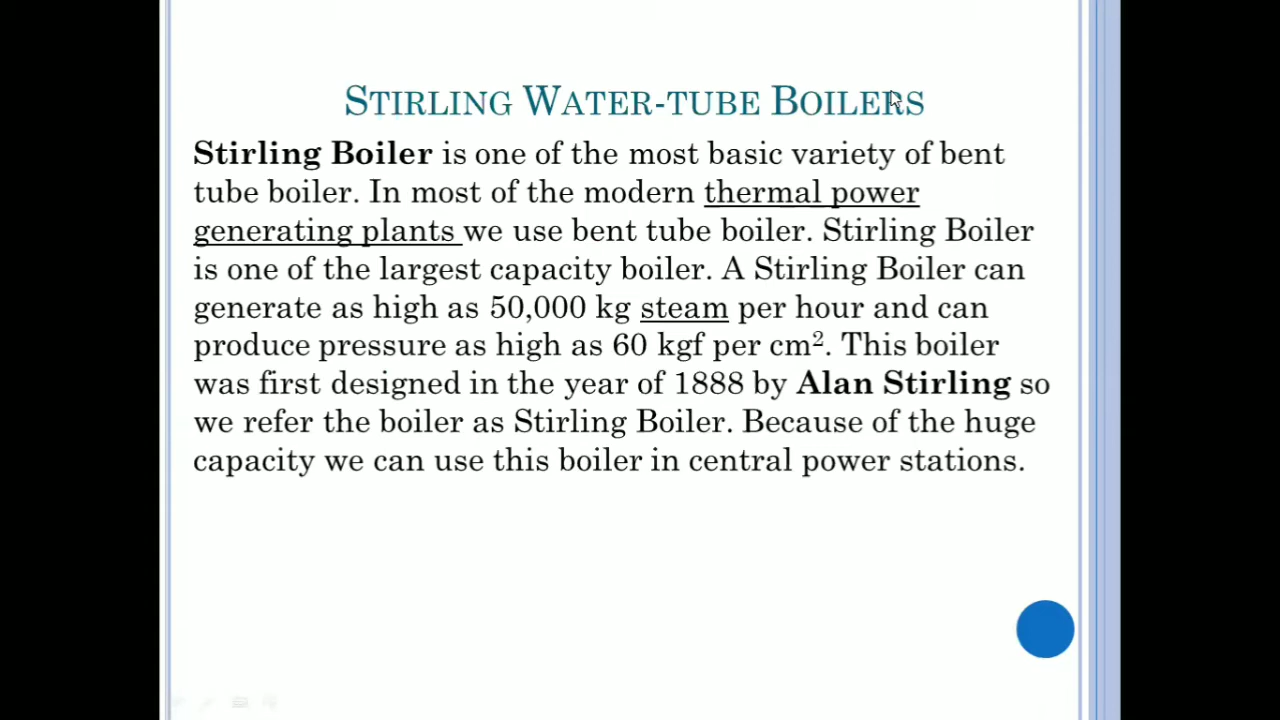 STIRLING WATER-TUBE BOILERS
Stirling Boiler is one of the most basic variety of bent
tube boiler. In most of the modern thermal power
generating plants we use bent tube boiler. Stirling Boiler
is one of the largest capacity boiler. A Stirling Boiler can
generate as high as 50,000 kg steam per hour and can
produce pressure as high as 60 kgf per cm². This boiler
was first designed in the year of 1888 by Alan Stirling so
we refer the boiler as Stirling Boiler. Because of the huge
capacity we can use this boiler in central power stations.